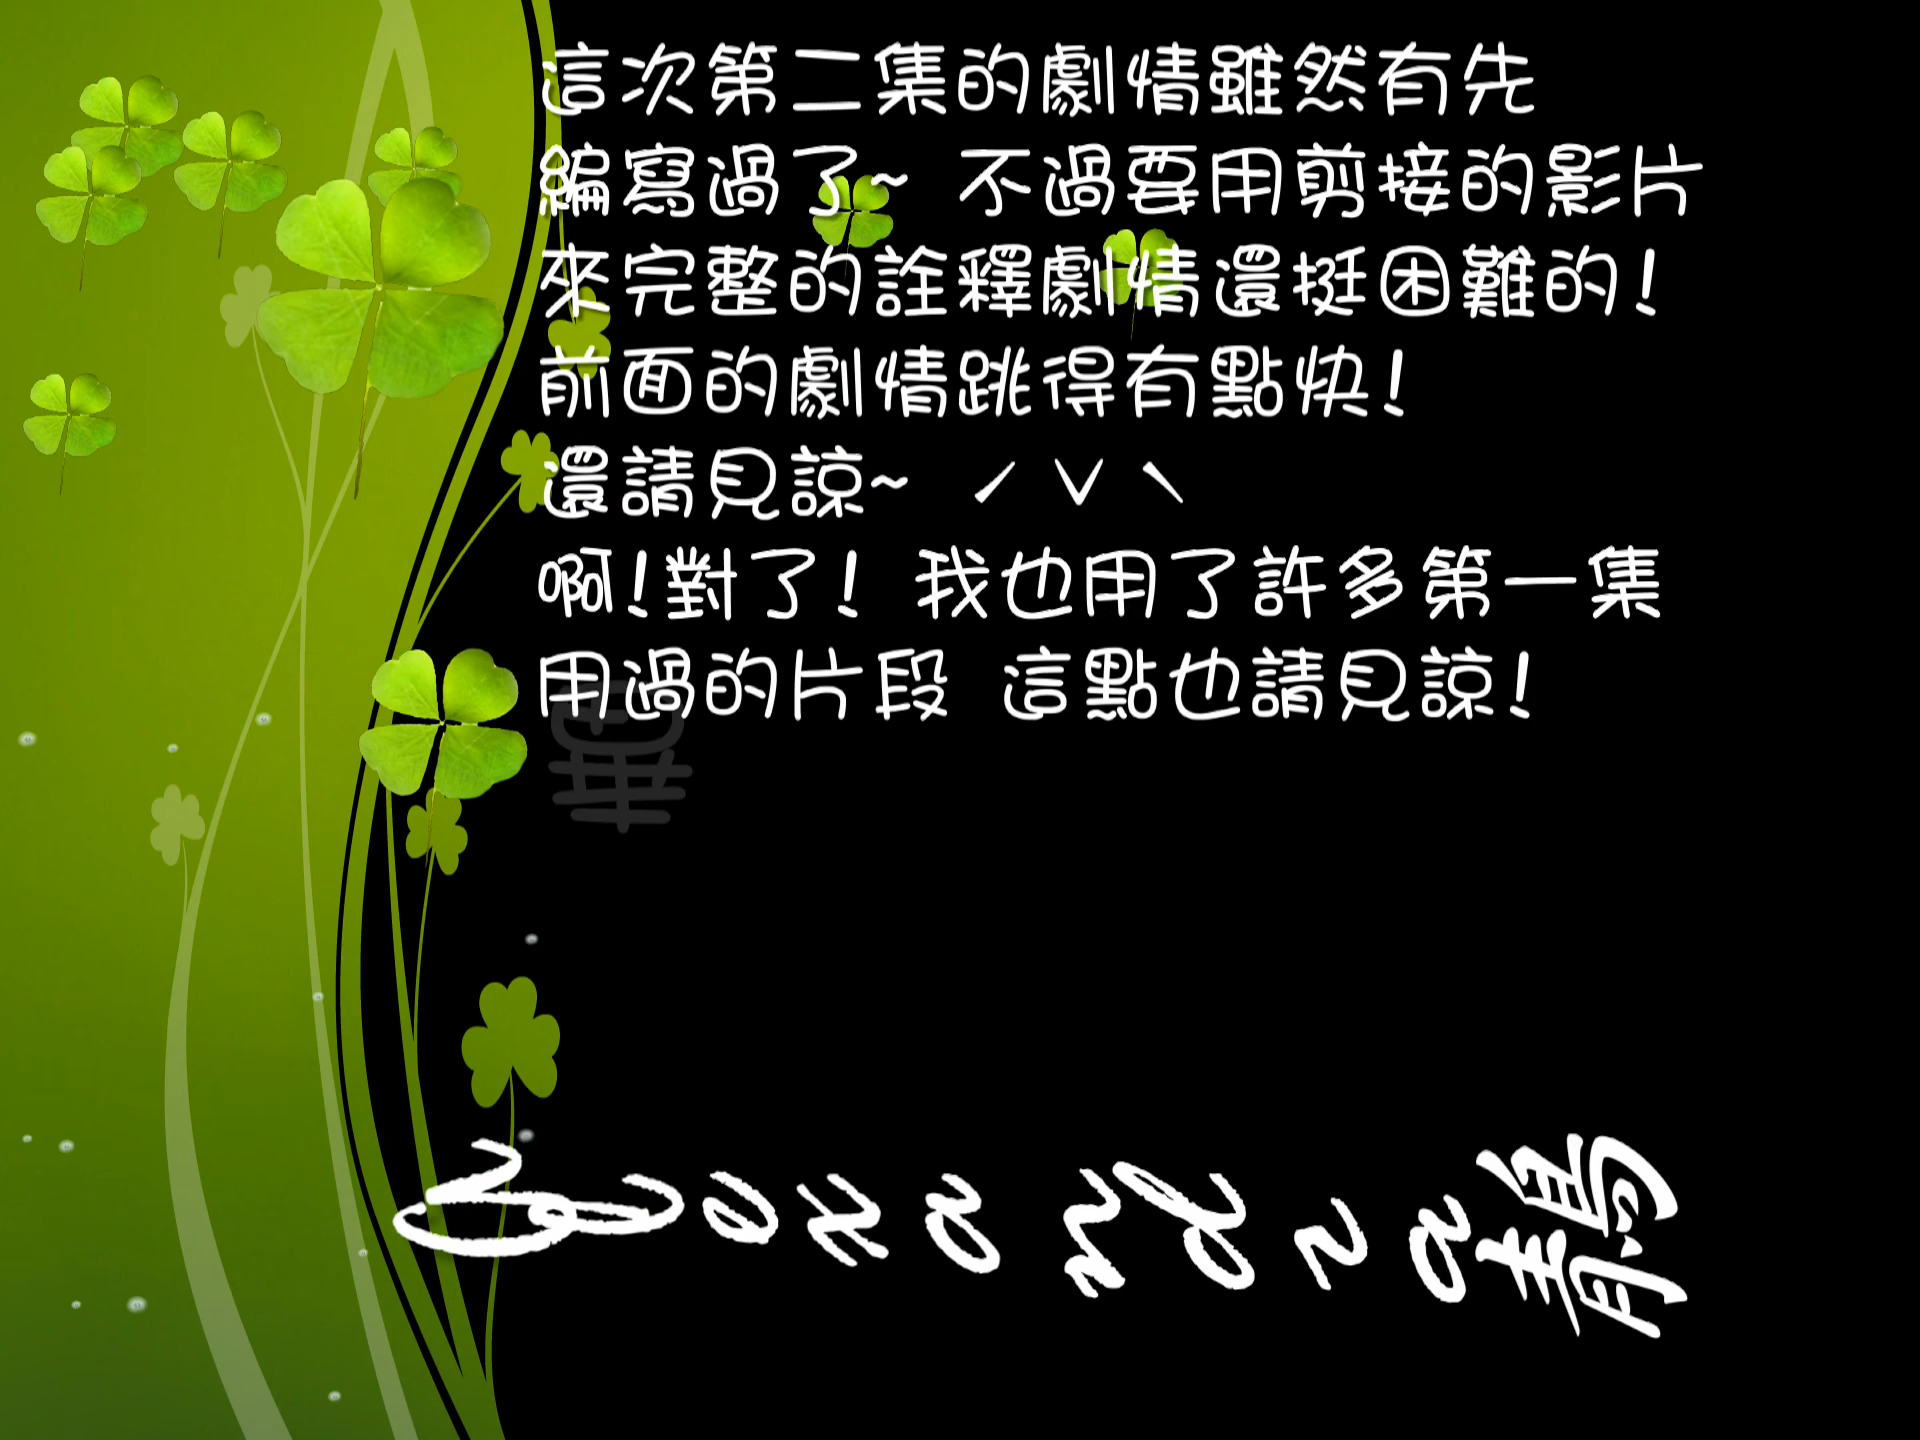 這次第二集的劇情雖然有先
編寫過了~ 不過要用剪接的影片
來完整的詮釋劇情還挺困難的!
前面的劇情跳得有點快!
還請見諒~ ˊˇˋ
啊!對了! 我也用了許多第一集
用過的片段 這點也請見諒!